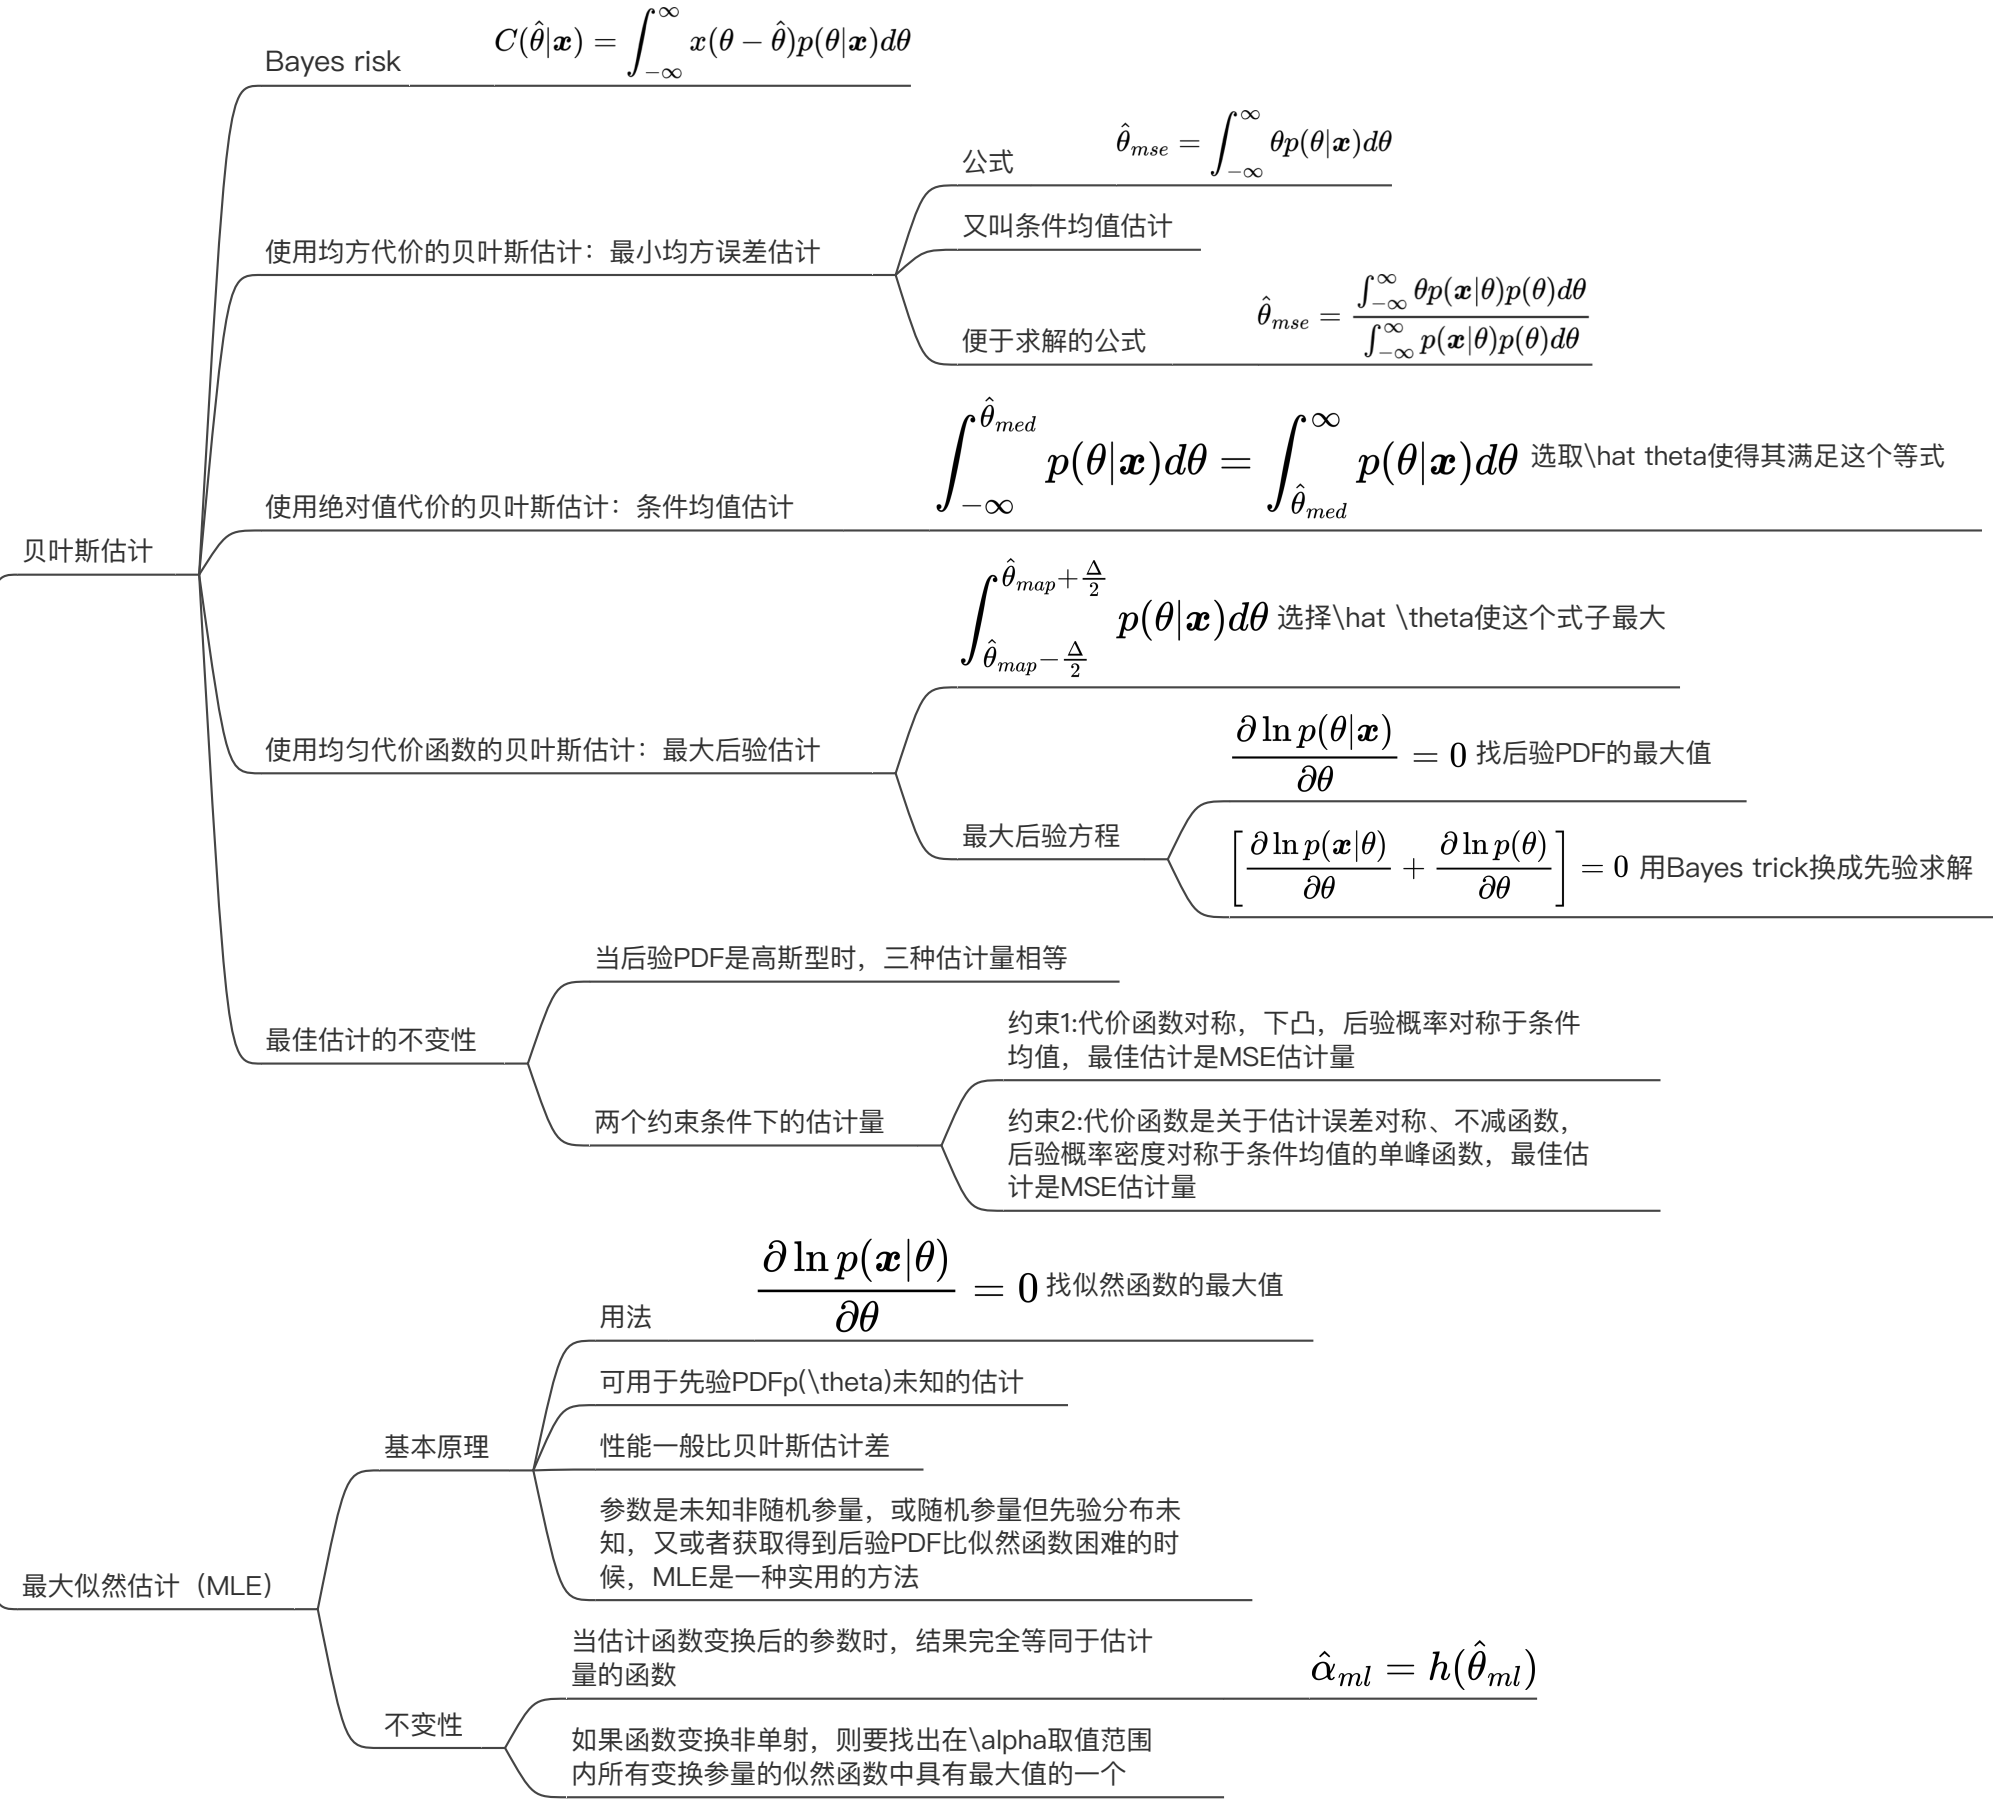 Bayes risk
$C(\hat{\theta}|\boldsymbol{x}) = \int_{-\infty}^{\infty} x(\theta - \hat{\theta})p(\theta|\boldsymbol{x})d\theta$
使用均方代价的贝叶斯估计：最小均方误差估计
公式
$\hat{\theta}_{mse} = \int_{-\infty}^{\infty} \theta p(\theta|\boldsymbol{x})d\theta$
又叫条件均值估计
便于求解的公式
$\hat{\theta}_{mse} = \frac{\int_{-\infty}^{\infty} \theta p(\boldsymbol{x}|\theta)p(\theta)d\theta}{\int_{-\infty}^{\infty} p(\boldsymbol{x}|\theta)p(\theta)d\theta}$
贝叶斯估计
使用绝对值代价的贝叶斯估计：条件均值估计
$\int_{-\infty}^{\hat{\theta}_{med}} p(\theta|\boldsymbol{x})d\theta = \int_{\hat{\theta}_{med}}^{\infty} p(\theta|\boldsymbol{x})d\theta$ 选取\hat theta使得其满足这个等式
使用均匀代价函数的贝叶斯估计：最大后验估计
$\int_{\hat{\theta}_{map}-\frac{\Delta}{2}}^{\hat{\theta}_{map}+\frac{\Delta}{2}} p(\theta|\boldsymbol{x})d\theta$ 选择\hat \theta使这个式子最大
最大后验方程
$\frac{\partial \ln p(\theta|\boldsymbol{x})}{\partial \theta} = 0$ 找后验PDF的最大值
$\left[\frac{\partial \ln p(\boldsymbol{x}|\theta)}{\partial \theta} + \frac{\partial \ln p(\theta)}{\partial \theta}\right] = 0$ 用Bayes trick换成先验求解
最佳估计的不变性
当后验PDF是高斯型时，三种估计量相等
两个约束条件下的估计量
约束1:代价函数对称，下凸，后验概率对称于条件
均值，最佳估计是MSE估计量
约束2:代价函数是关于估计误差对称、不减函数，
后验概率密度对称于条件均值的单峰函数，最佳估
计是MSE估计量
最大似然估计（MLE）
基本原理
用法
$\frac{\partial \ln p(\boldsymbol{x}|\theta)}{\partial \theta} = 0$ 找似然函数的最大值
可用于先验PDFp(\theta)未知的估计
性能一般比贝叶斯估计差
参数是未知非随机参量，或随机参量但先验分布未
知，又或者获取得到后验PDF比似然函数困难的时
候，MLE是一种实用的方法
不变性
当估计函数变换后的参数时，结果完全等同于估计
量的函数
$\hat{\alpha}_{ml} = h(\hat{\theta}_{ml})$
如果函数变换非单射，则要找出在\alpha取值范围
内所有变换参量的似然函数中具有最大值的一个